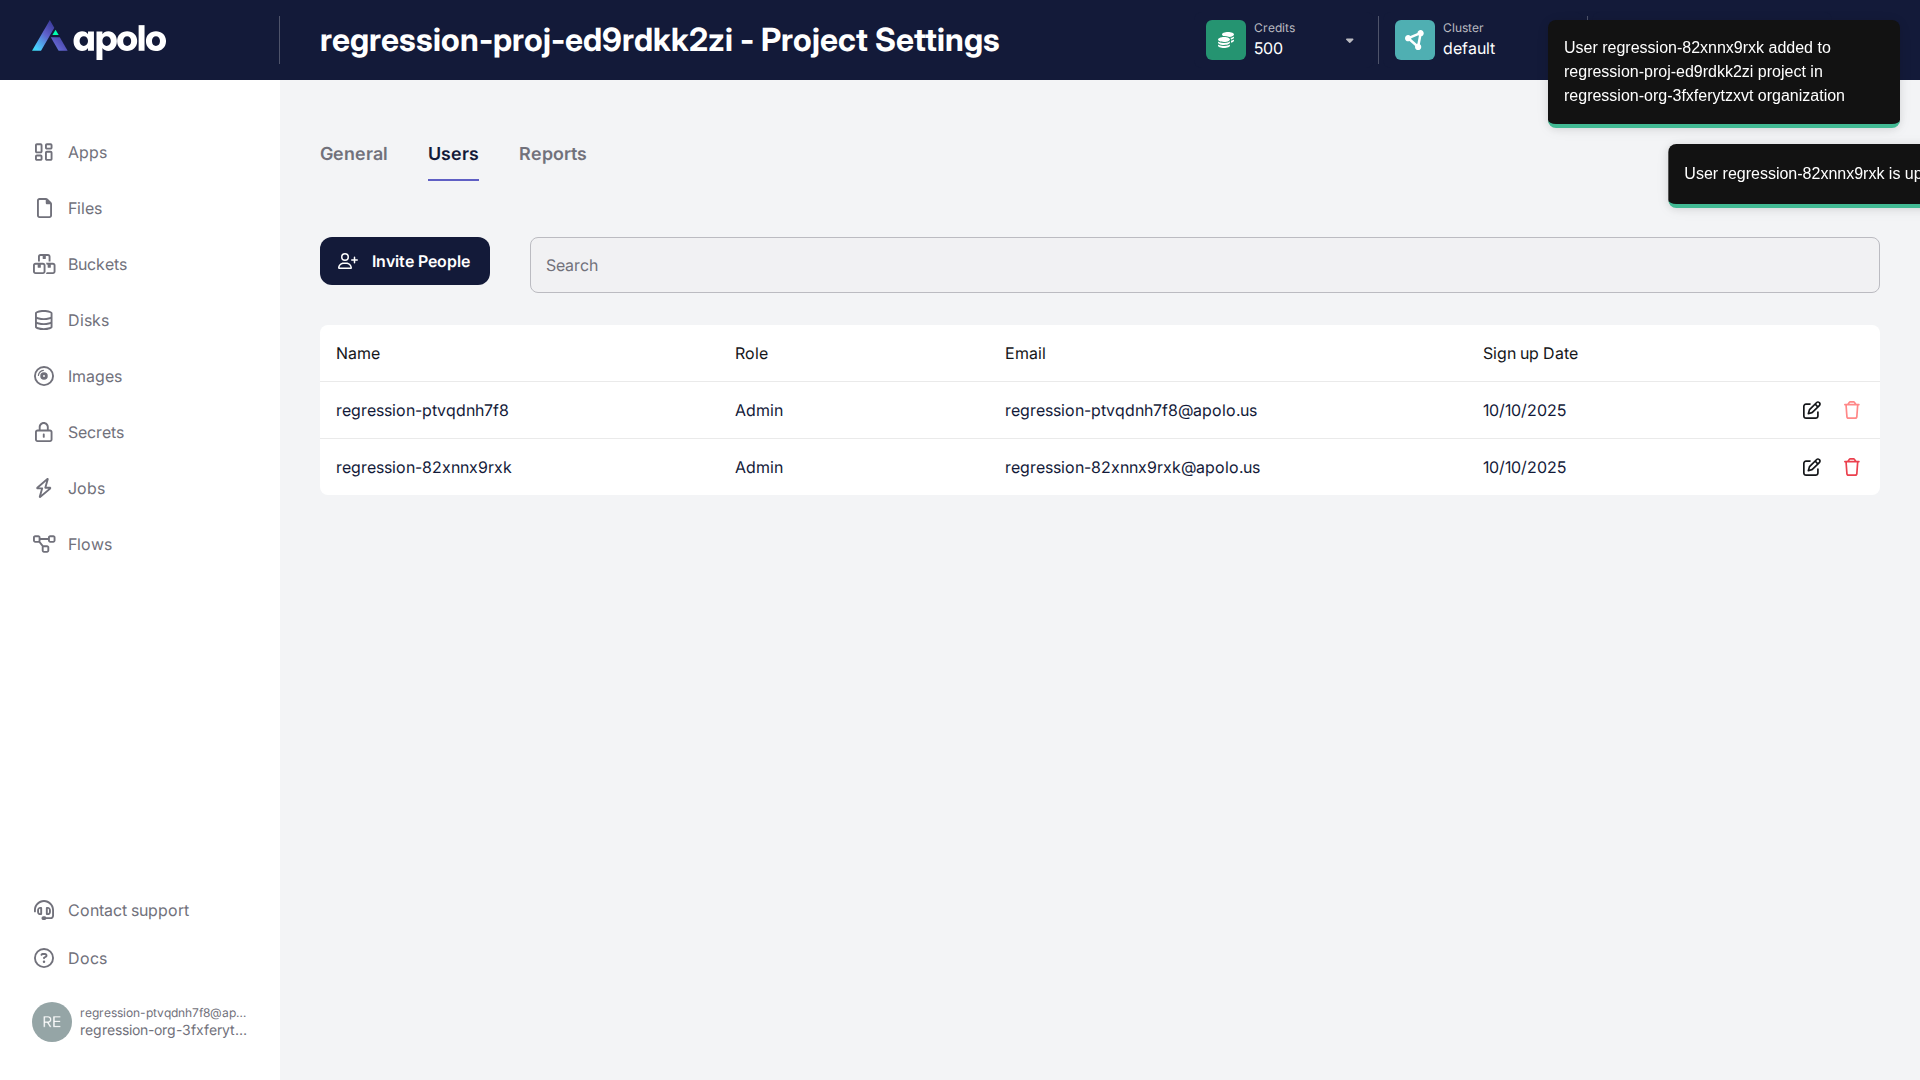 apolo
regression-proj-ed9rdkk2zi - Project Settings
Credits
500
Cluster
default
User regression-82xnnx9rxk added to
regression-proj-ed9rdkk2zi project in
regression-org-3fxferytzxvt organization
User regression-82xnnx9rxk is up
Apps
Files
Buckets
Disks
Images
Secrets
Jobs
Flows
General
Users
Reports
Invite People
Search
Name Role Email Sign up Date
regression-ptvqdnh7f8 Admin regression-ptvqdnh7f8@apolo.us 10/10/2025
regression-82xnnx9rxk Admin regression-82xnnx9rxk@apolo.us 10/10/2025
Contact support
Docs
RE
regression-ptvqdnh7f8@ap...
regression-org-3fxferyt...